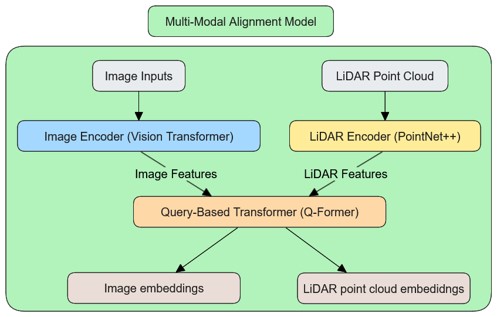 Multi-Modal Alignment Model
Image Inputs
LiDAR Point Cloud
Image Encoder (Vision Transformer)
LiDAR Encoder (PointNet++)
Image Features
LiDAR Features
Query-Based Transformer (Q-Former)
Image embeddings
LiDAR point cloud embeddings